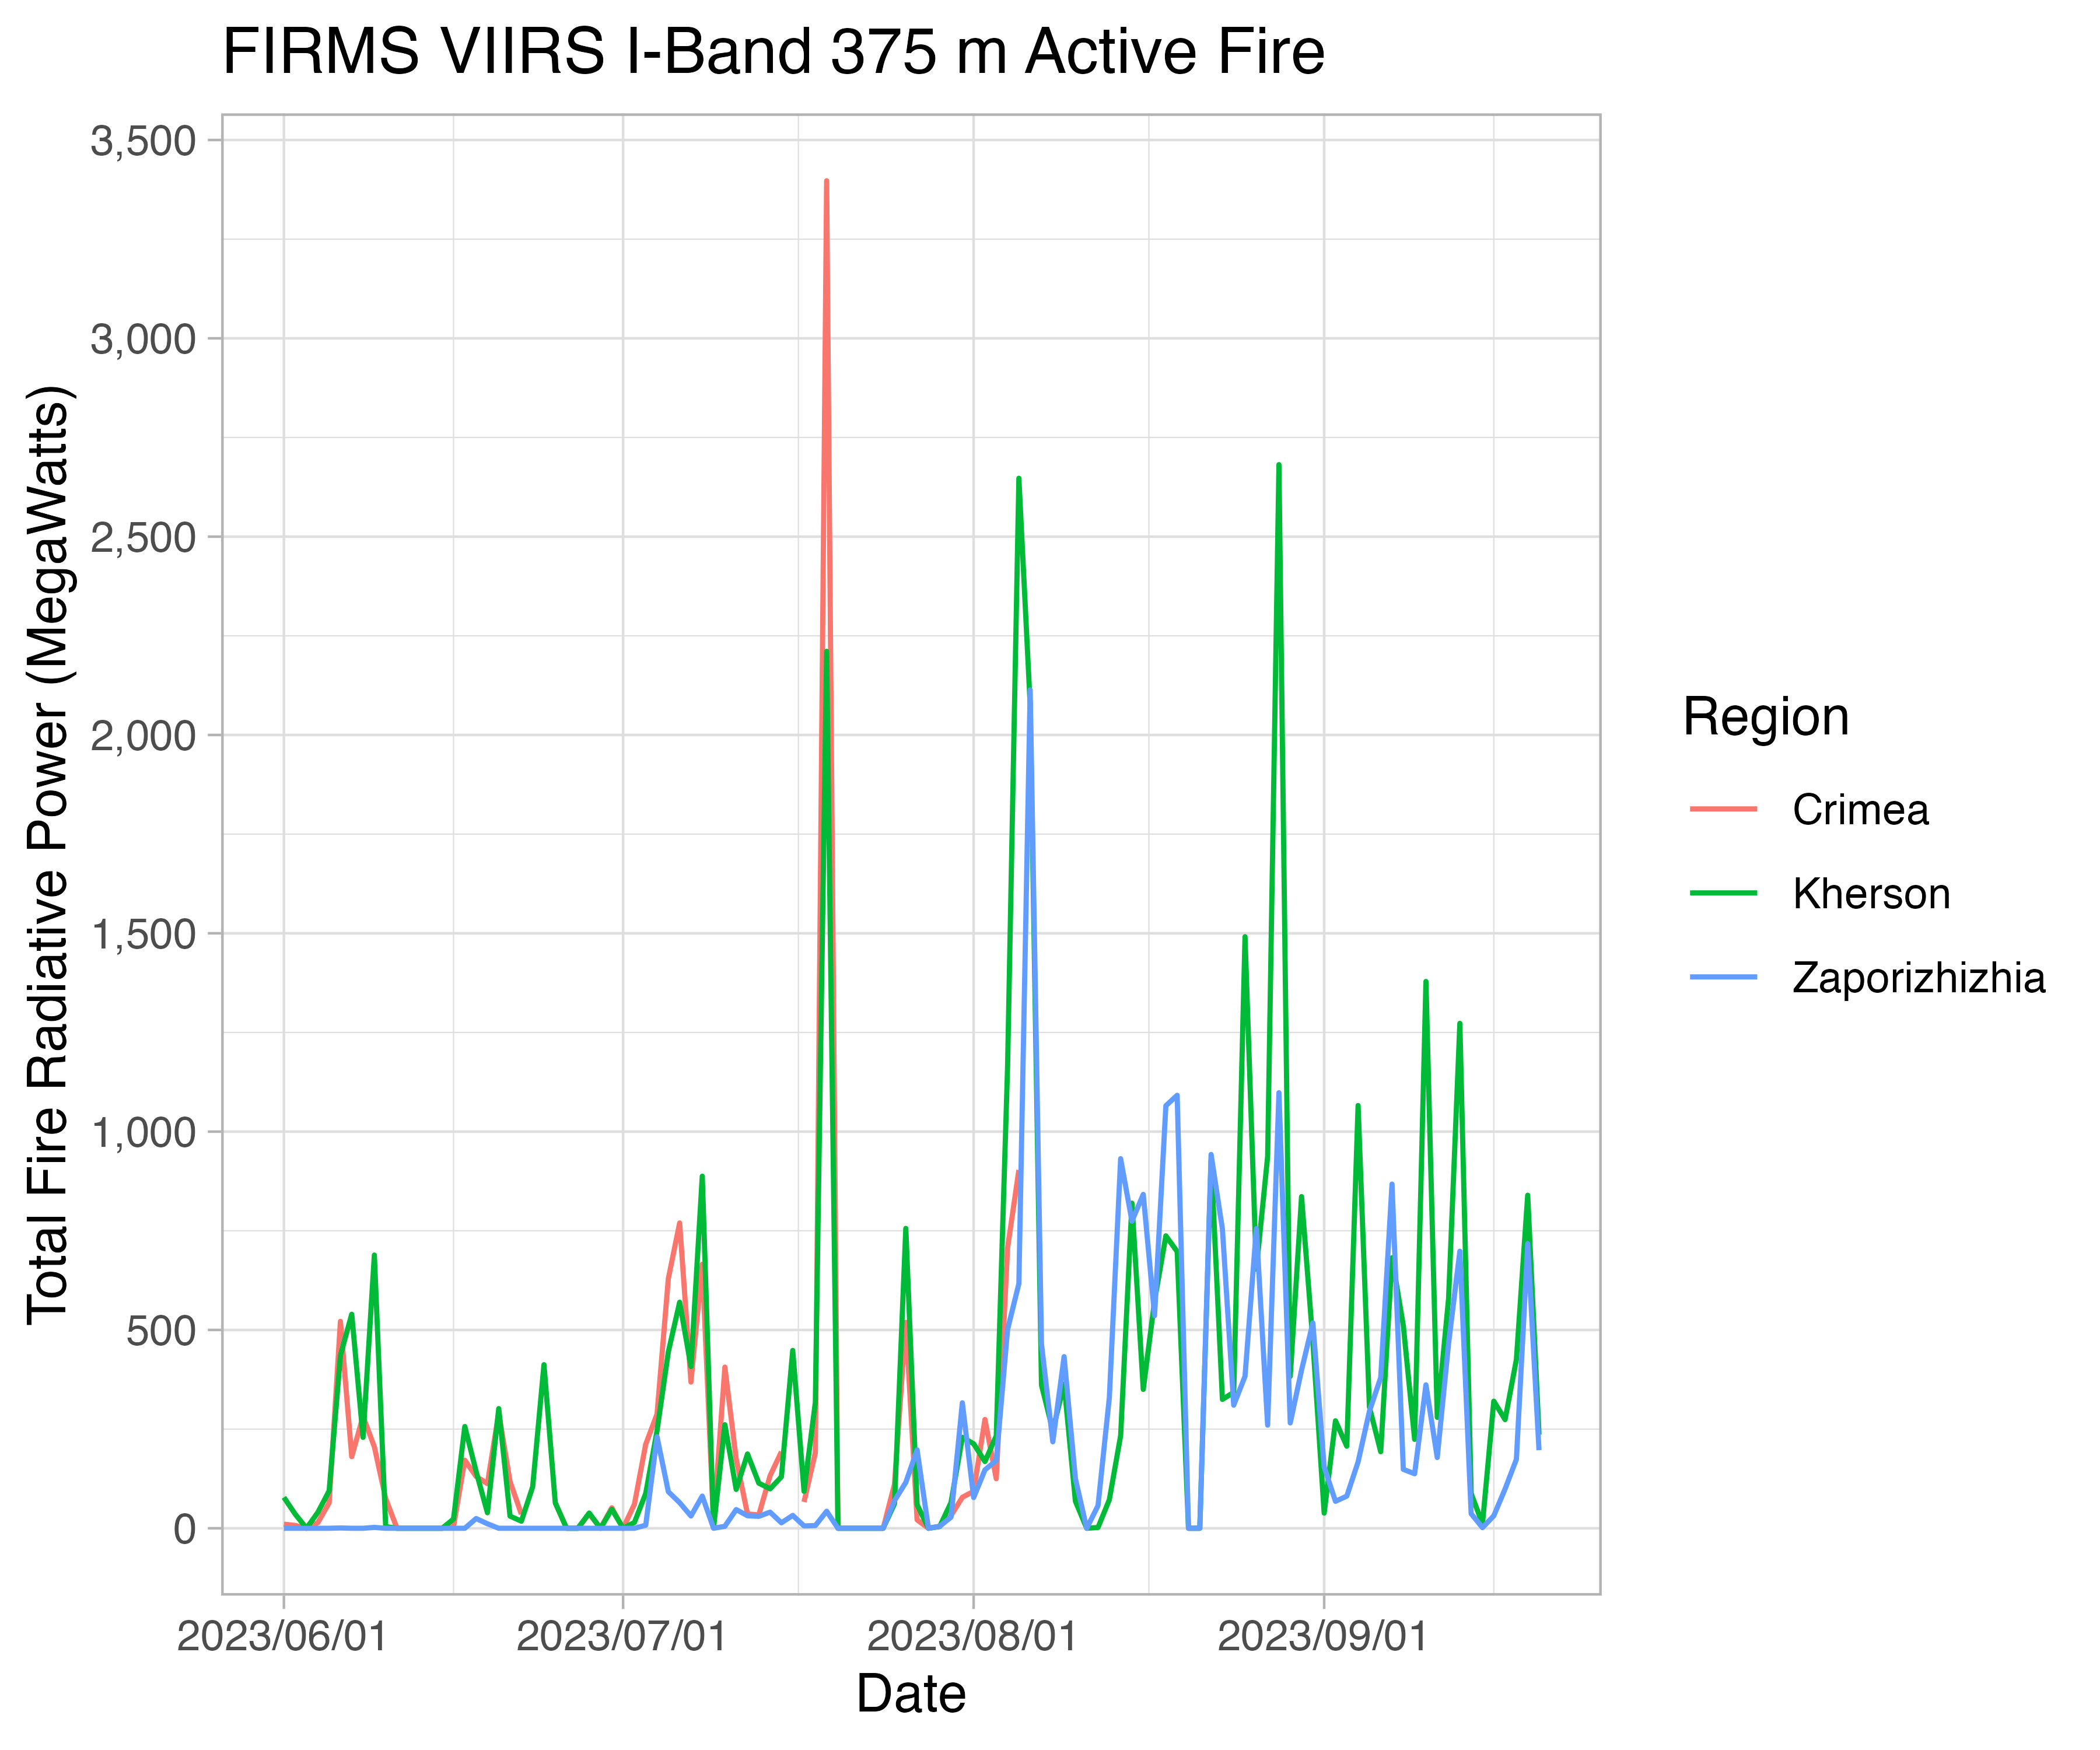 FIRMS VIIRS I-Band 375 m Active Fire
3,500
3,000
2,500
2,000
1,500
1,000
500
0
Total Fire Radiative Power (MegaWatts)
2023/06/01
2023/07/01
2023/08/01
2023/09/01
Date
Region
Crimea
Kherson
Zaporizhizhia